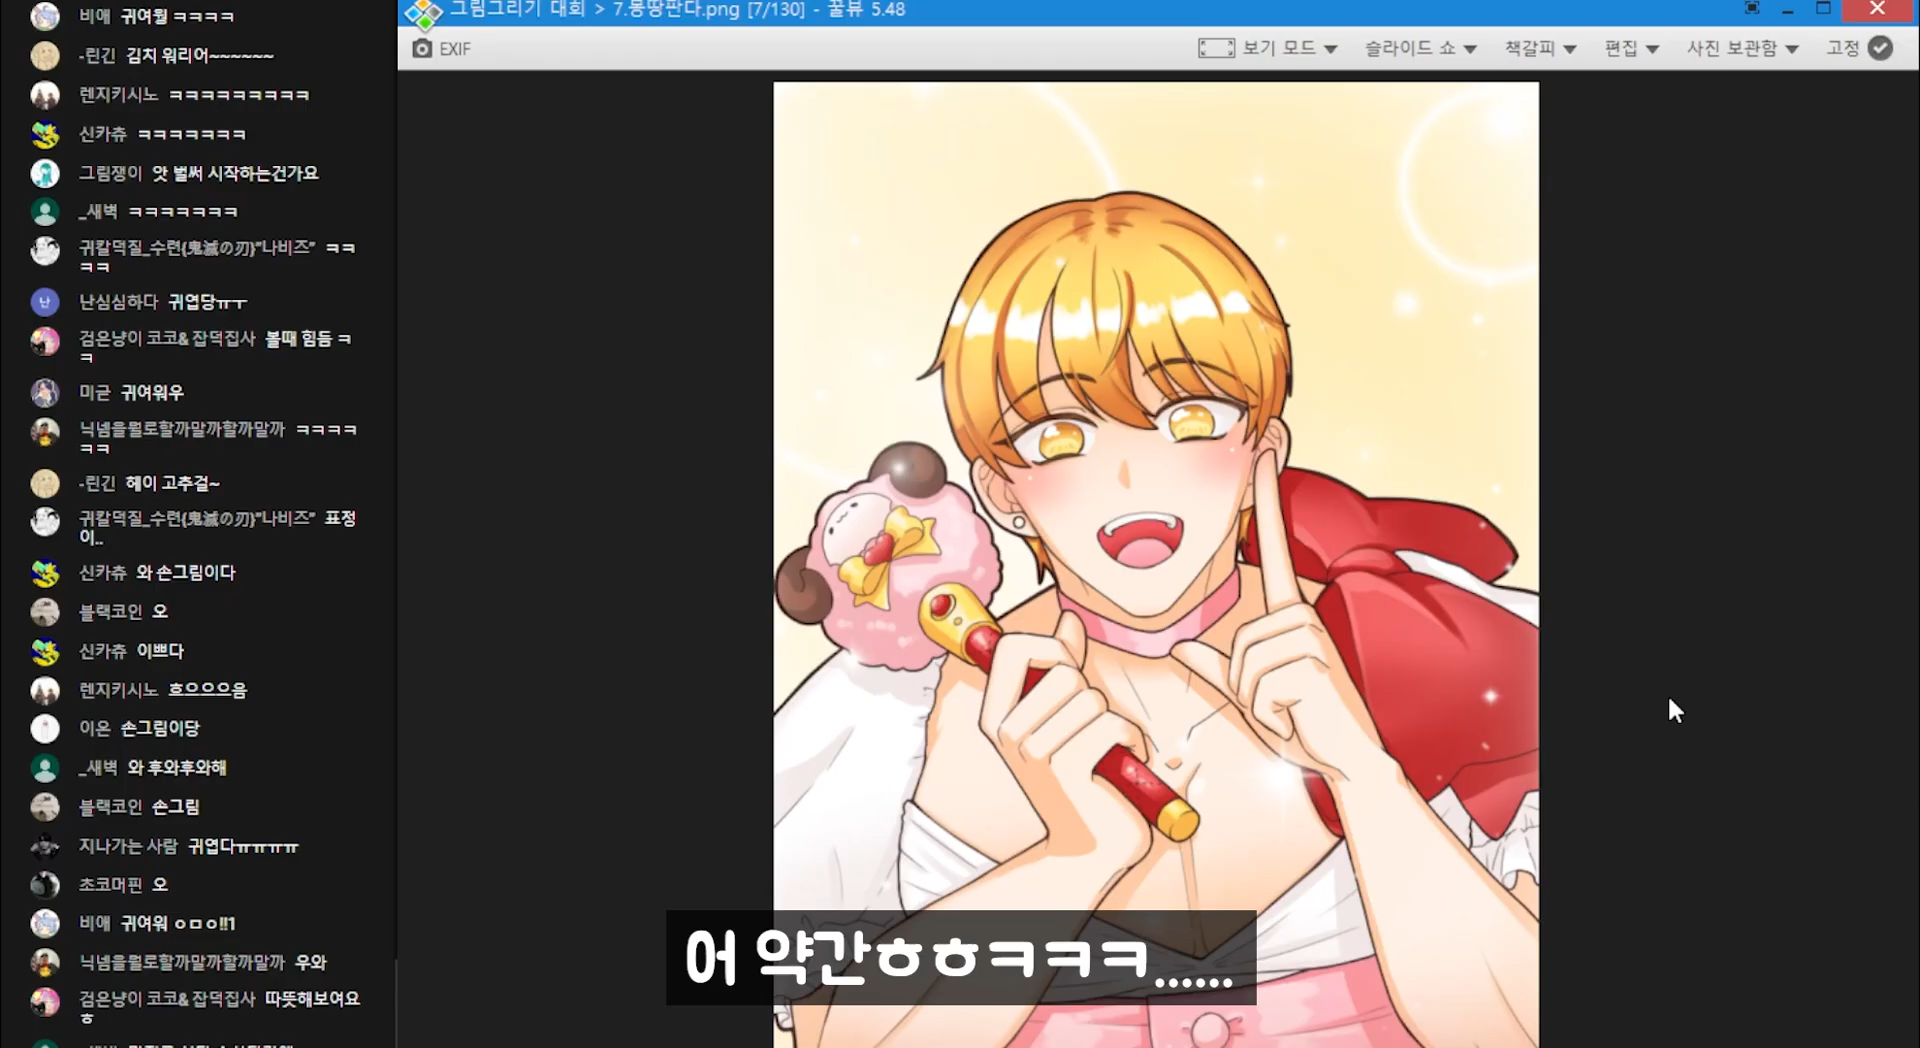 비애 귀여월 ㅋㅋㅋㅋ
-린긴 김치 워리어~~~~~~
렌지키시노 ㅋㅋㅋㅋㅋㅋㅋㅋㅋ
신카츄 ㅋㅋㅋㅋㅋㅋㅋ
그림쟁이 앗 벌써 시작하는건가요
_새벽 ㅋㅋㅋㅋㅋㅋㅋ
귀칼덕질_수련{鬼滅の刃}"나비즈" ㅋㅋ
ㅋㅋ
난 난심심하다 귀엽당ㅠㅜ
검은냥이 코코& 잡덕집사 볼때 힘듬 ㅋ
ㅋ
미균 귀여워우
닉넴을뭘로할까말까할까말까 ㅋㅋㅋㅋ
ㅋㅋ
-린긴 헤이 고추걸~
귀칼덕질_수련{鬼滅の刃}"나비즈" 표정
이..
신카츄 와 손그림이다
블랙코인 오
신카츄 이쁘다
렌지키시노 흐으으으음
이온 손그림이당
_새벽 와 후와후와해
블랙코인 손그림
지나가는 사람 귀엽다ㅠㅠㅠㅠ
초코머핀 오
비애 귀여워 ㅇㅁㅇ!!1
닉넴을뭘로할까말까할까말까 우와
검은냥이 코코& 잡덕집사 따뜻해보여요
ㅎ
그림그리기 대회 > 7.몽땅판다.png [7/130] - 꿀뷰 5.48
EXIF 보기 모드 슬라이드 쇼 책갈피 편집 사진 보관함 고정
어 약간ㅎㅎㅋㅋㅋ......